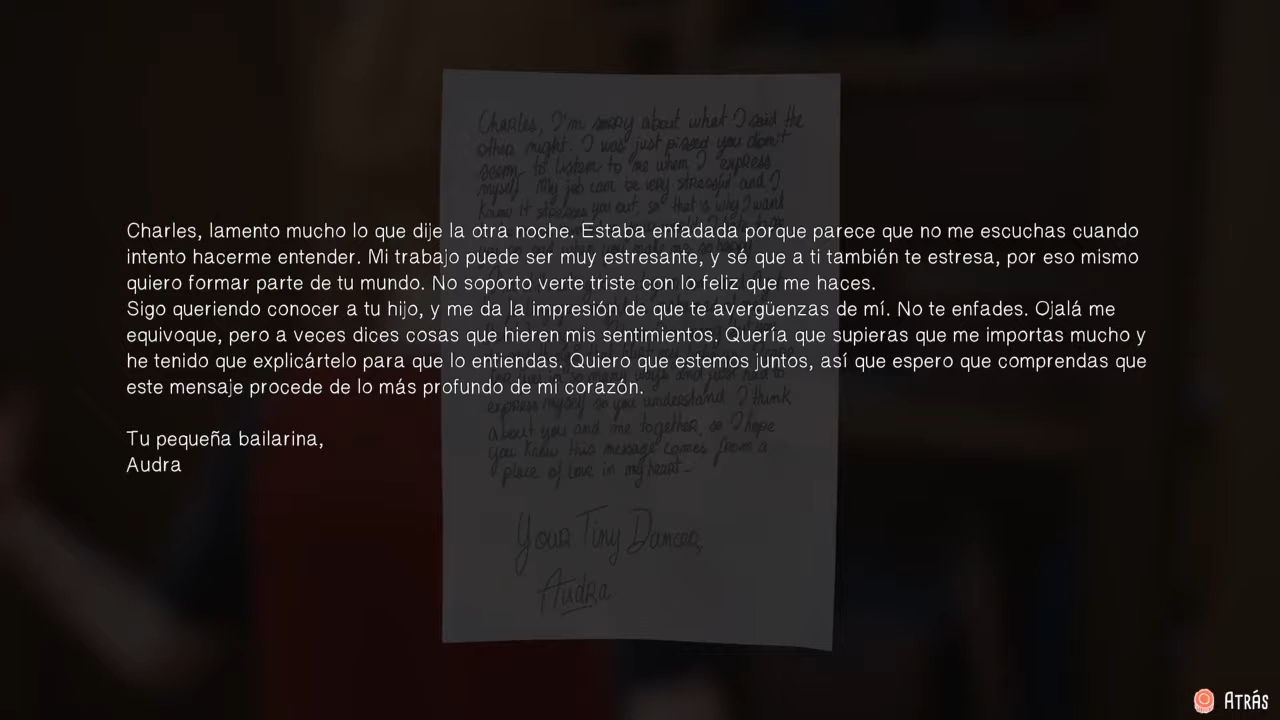 Charles, lamento mucho lo que dije la otra noche. Estaba enfadada porque parece que no me escuchas cuando
intento hacerme entender. Mi trabajo puede ser muy estresante, y sé que a ti también te estresa, por eso mismo
quiero formar parte de tu mundo. No soporto verte triste con lo feliz que me haces.
Sigo queriendo conocer a tu hijo, y me da la impresión de que te avergüenzas de mí. No te enfades. Ojalá me
equivoque, pero a veces dices cosas que hieren mis sentimientos. Quería que supieras que me importas mucho y
he tenido que explicártelo para que lo entiendas. Quiero que estemos juntos, así que espero que comprendas que
este mensaje procede de lo más profundo de mi corazón.
Tu pequeña bailarina,
Audra
Charles, I'm sorry about what I said the
other night. I was just pissed you didn't
seem to listen to me when I express
myself. My job can be very stressful and I
know it stresses you out, so that is why I want
express myself so you understand. I think
about you and me together, so I hope
you know this message comes from a
place of love in my heart_
Your Tiny Dancer,
Audra
Atrás